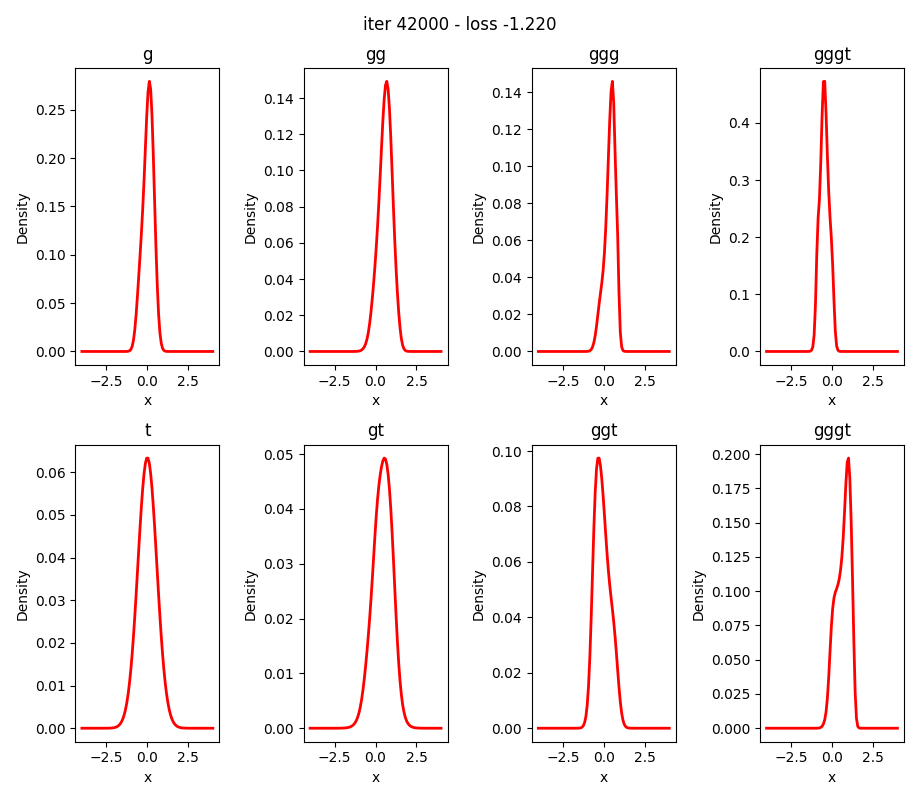 iter 42000 - loss -1.220
g
gg
ggg
gggt
0.25
0.20
0.15
0.10
0.05
0.00
Density
−2.5 0.0 2.5
x
0.14
0.12
0.10
0.08
0.06
0.04
0.02
0.00
Density
−2.5 0.0 2.5
x
0.14
0.12
0.10
0.08
0.06
0.04
0.02
0.00
Density
−2.5 0.0 2.5
x
0.4
0.3
0.2
0.1
0.0
Density
−2.5 0.0 2.5
x
t
gt
ggt
gggt
0.06
0.05
0.04
0.03
0.02
0.01
0.00
Density
−2.5 0.0 2.5
x
0.05
0.04
0.03
0.02
0.01
0.00
Density
−2.5 0.0 2.5
x
0.10
0.08
0.06
0.04
0.02
0.00
Density
−2.5 0.0 2.5
x
0.200
0.175
0.150
0.125
0.100
0.075
0.050
0.025
0.000
Density
−2.5 0.0 2.5
x